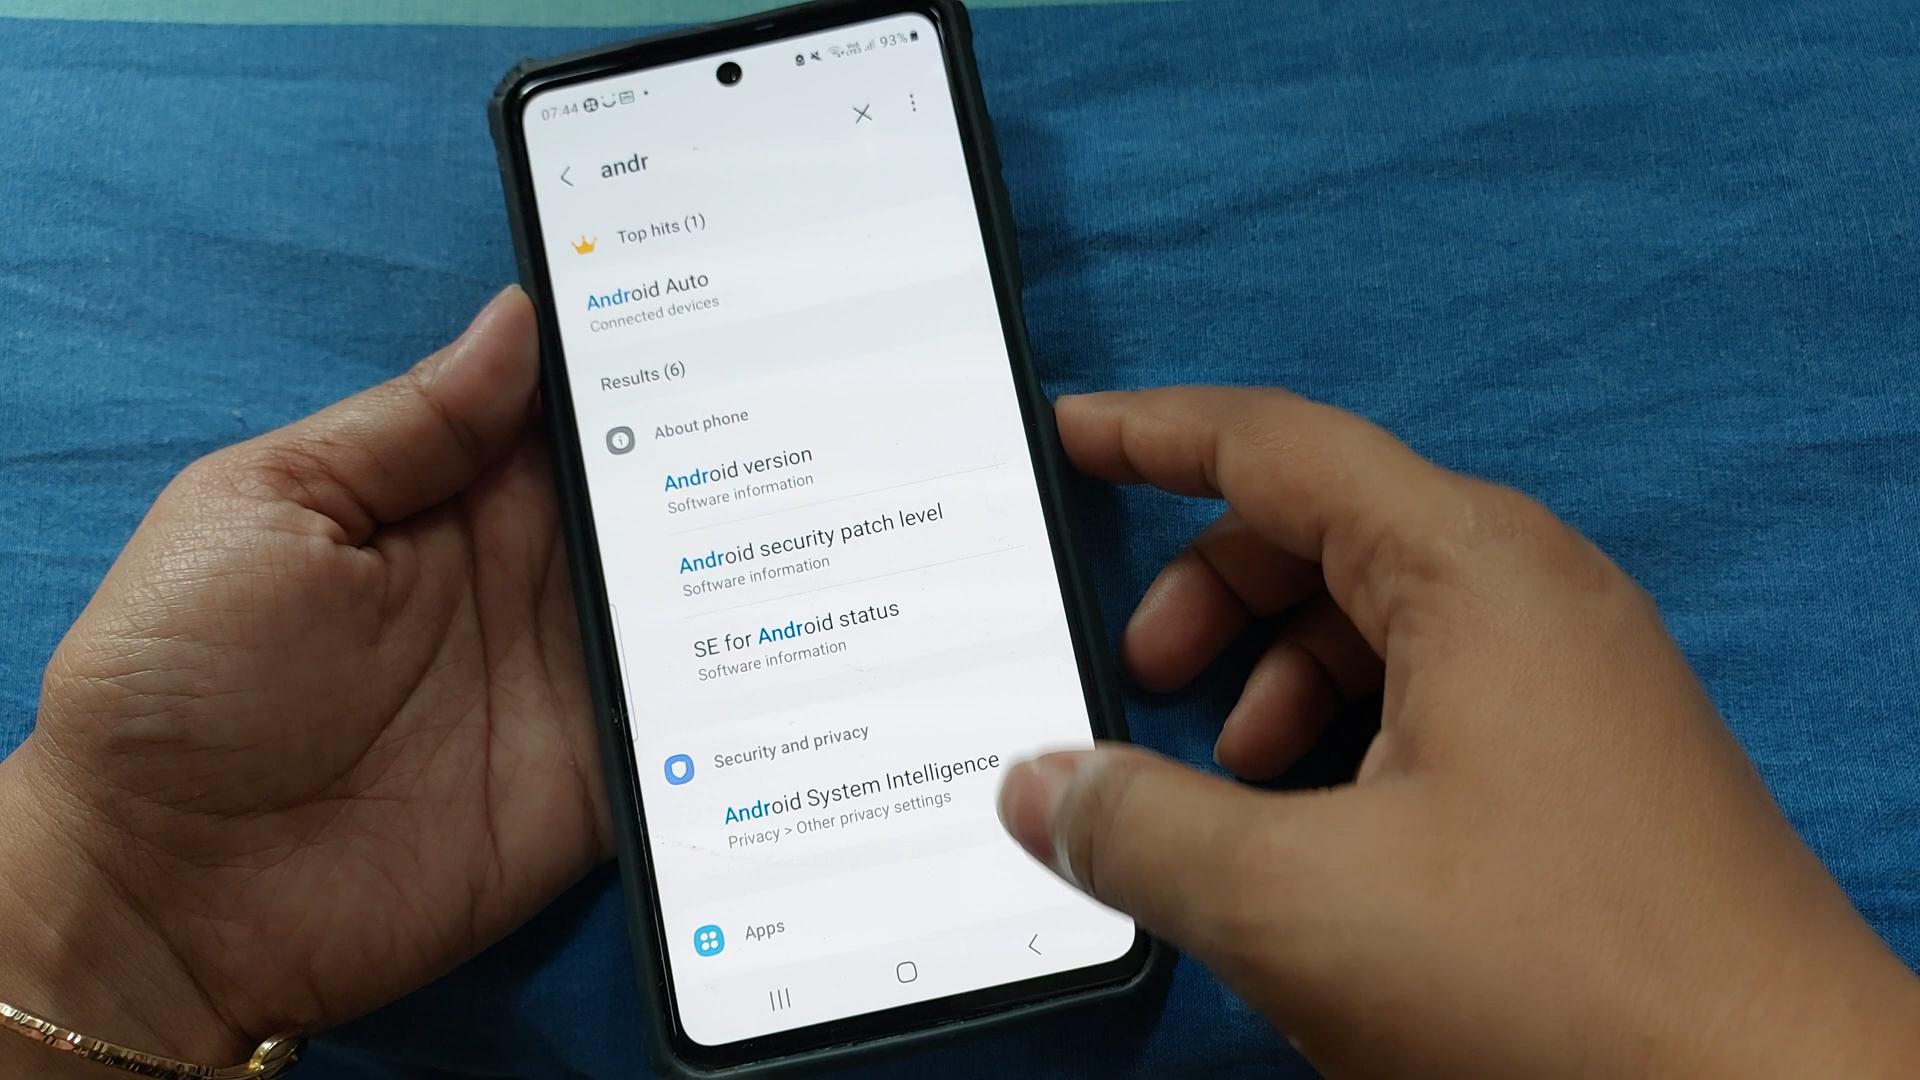 07:44 93%
andr
Top hits (1)
Android Auto
Connected devices
Results (6)
About phone
Android version
Software information
Android security patch level
Software information
SE for Android status
Software information
Security and privacy
Android System Intelligence
Privacy > Other privacy settings
Apps